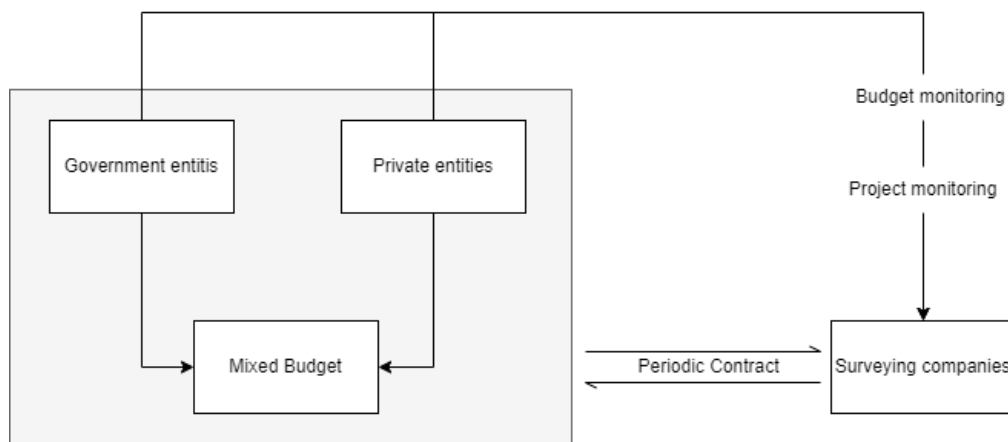 Budget monitoring
Government entitis
Private entities
Project monitoring
Mixed Budget
Periodic Contract
Surveying companies